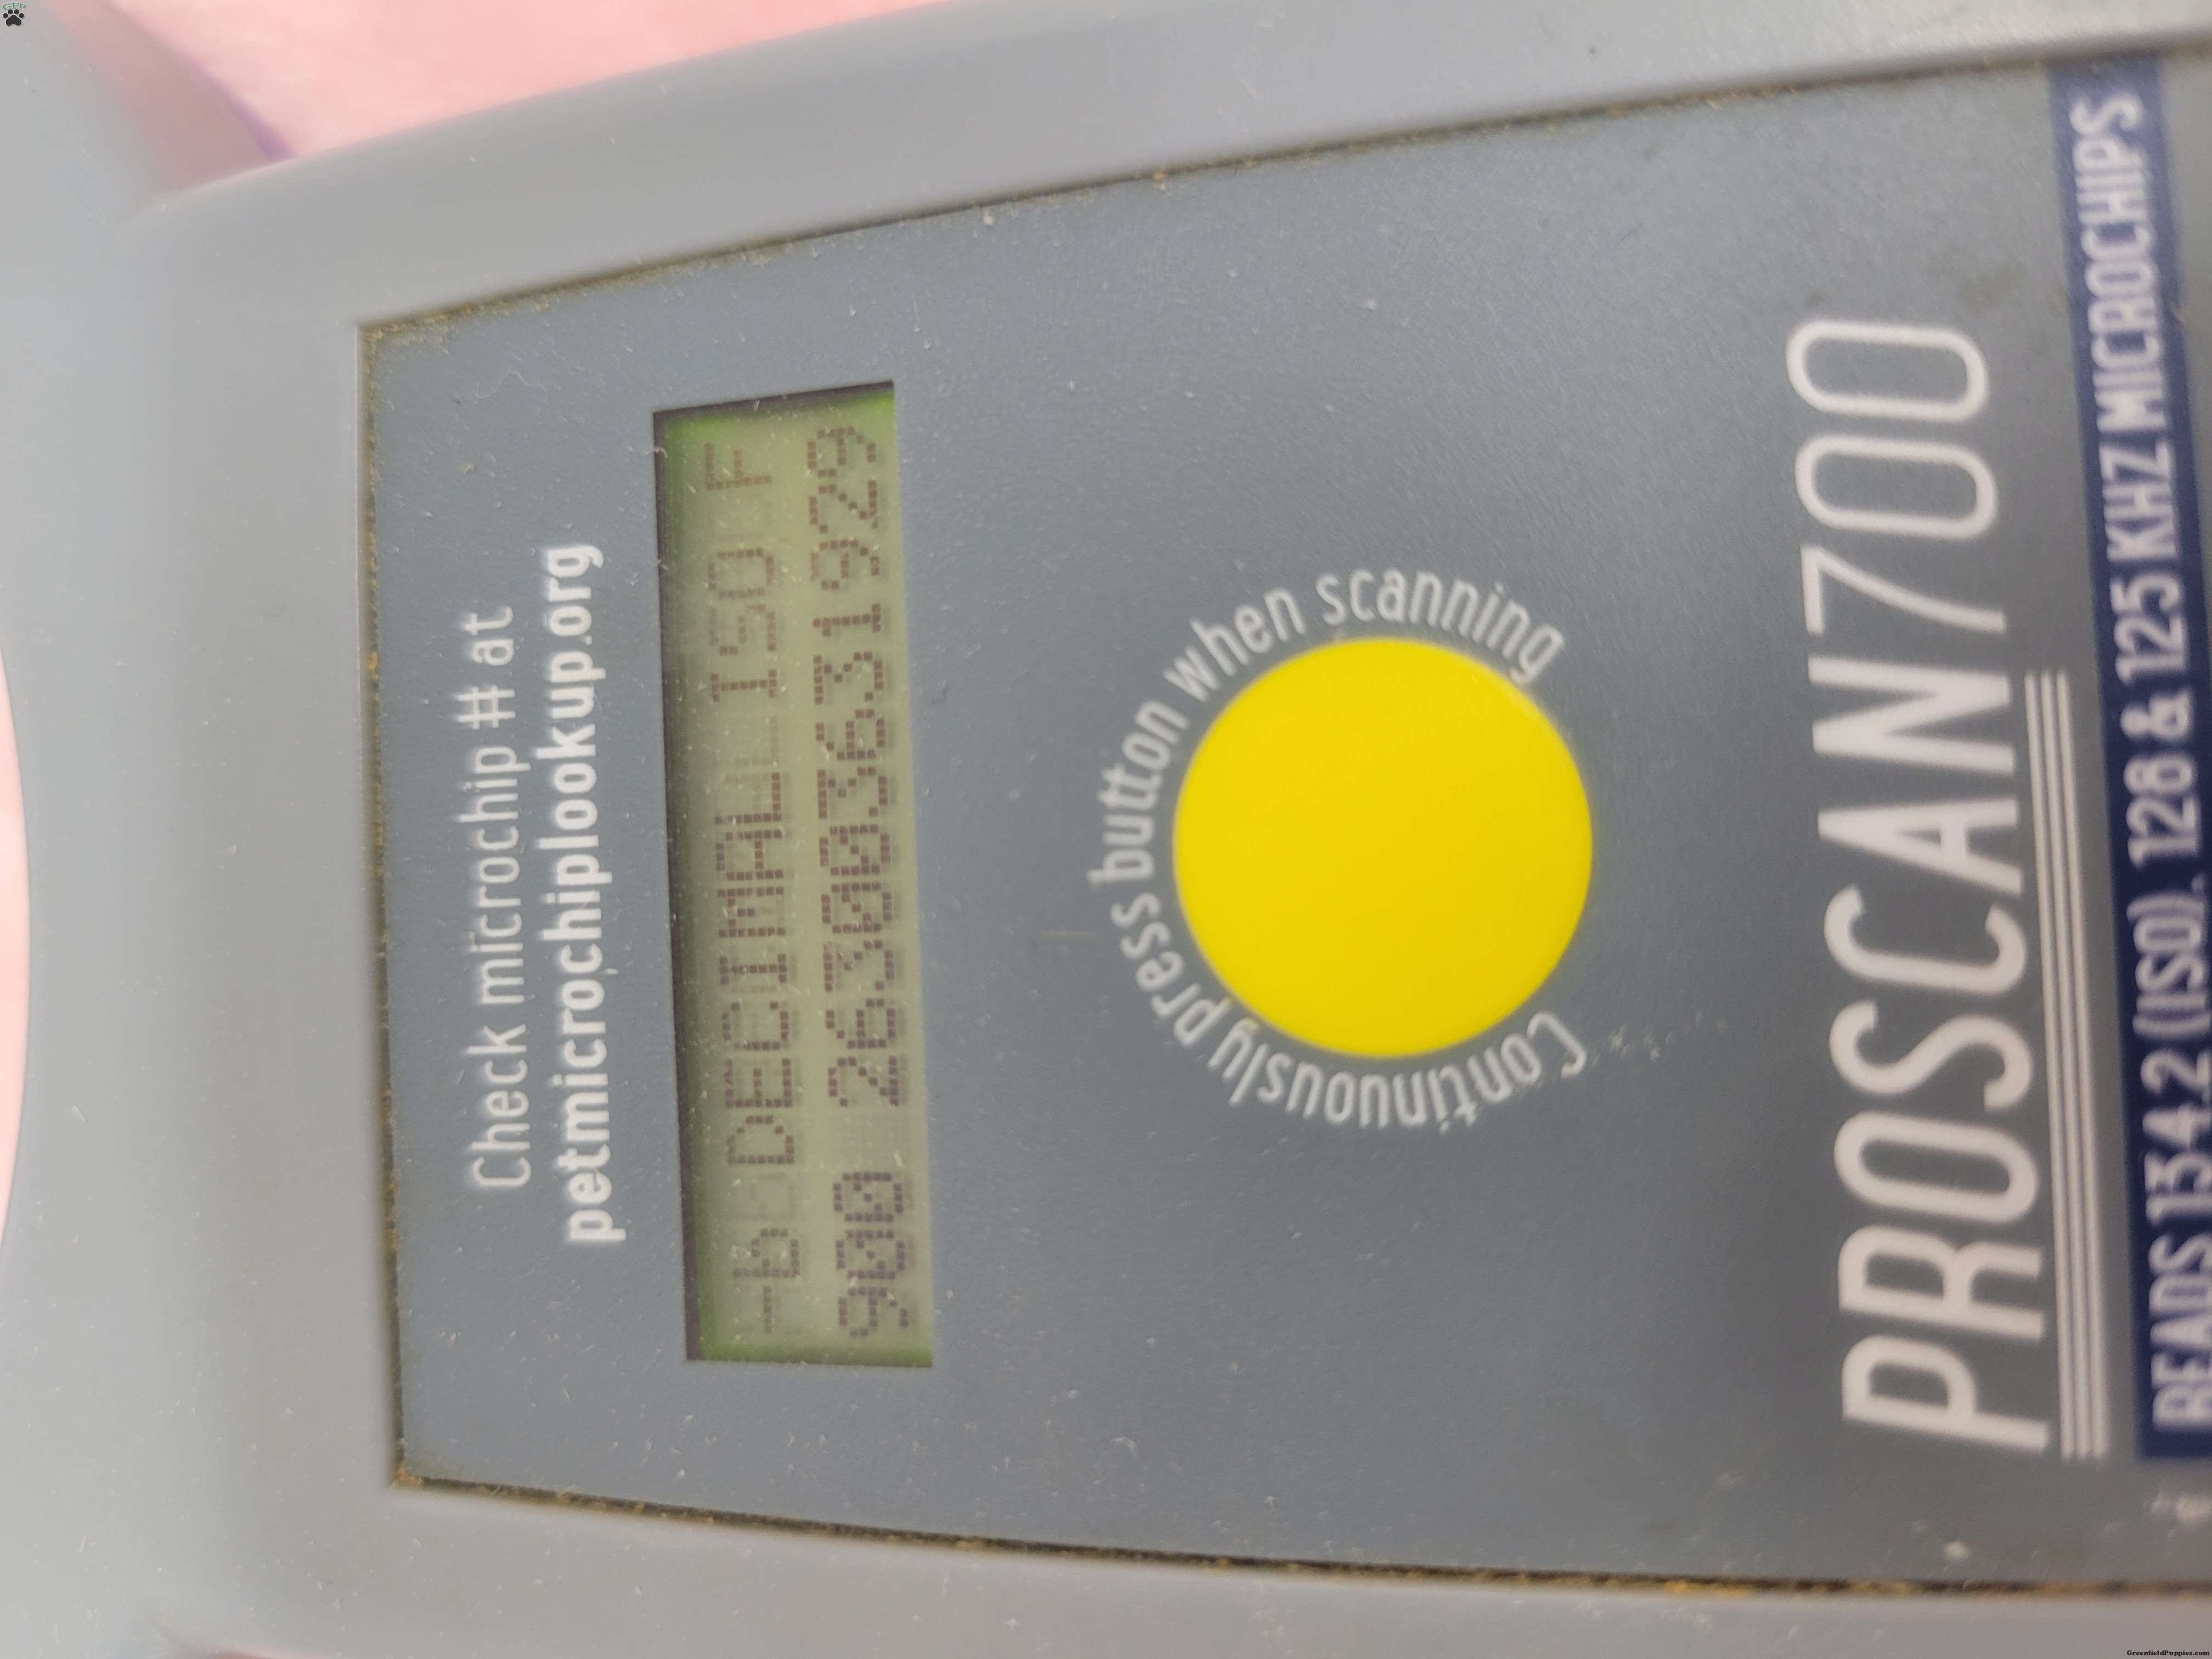 Check microchip # at
petmicrochiplookup.org
DECIMAL ISO F
900 263003631929
Continuously press button when scanning
PROSCAN700
READS 134.2 (ISO), 128 & 125 KHZ MICROCHIPS
GFP
GreenfieldPuppies.com